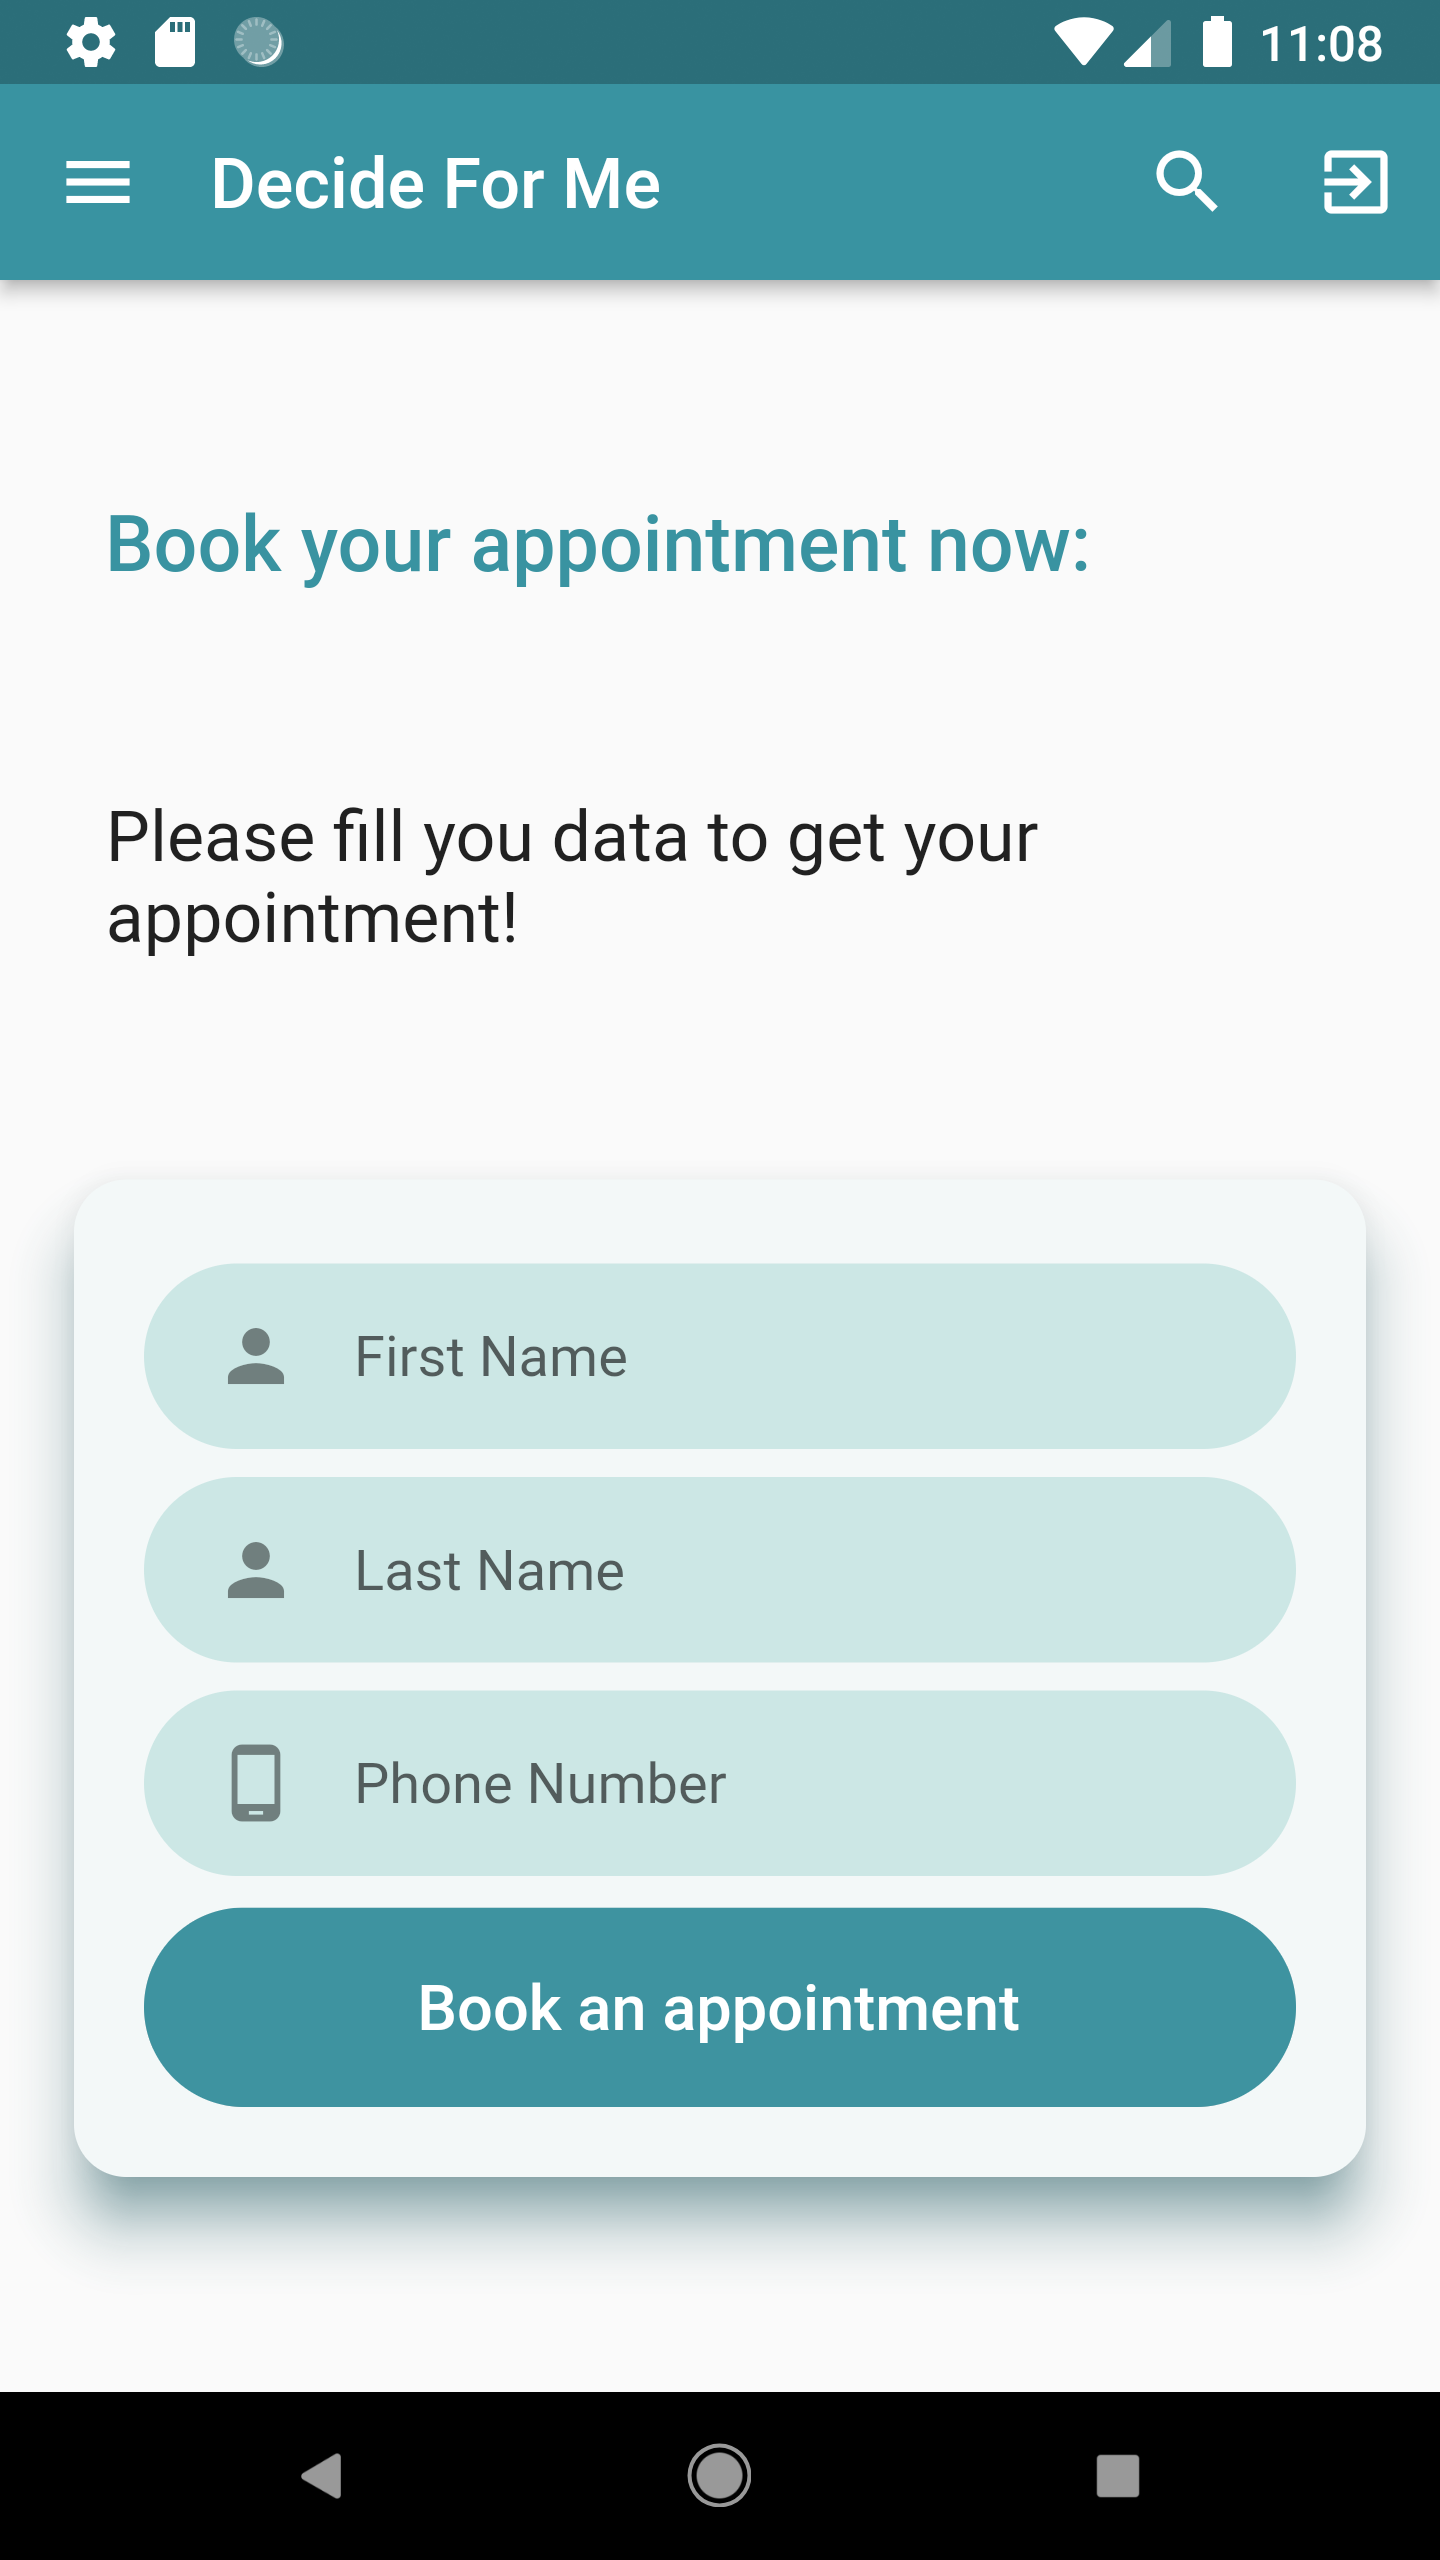 11:08
Decide For Me
Book your appointment now:
Please fill you data to get your
appointment!
First Name
Last Name
Phone Number
Book an appointment